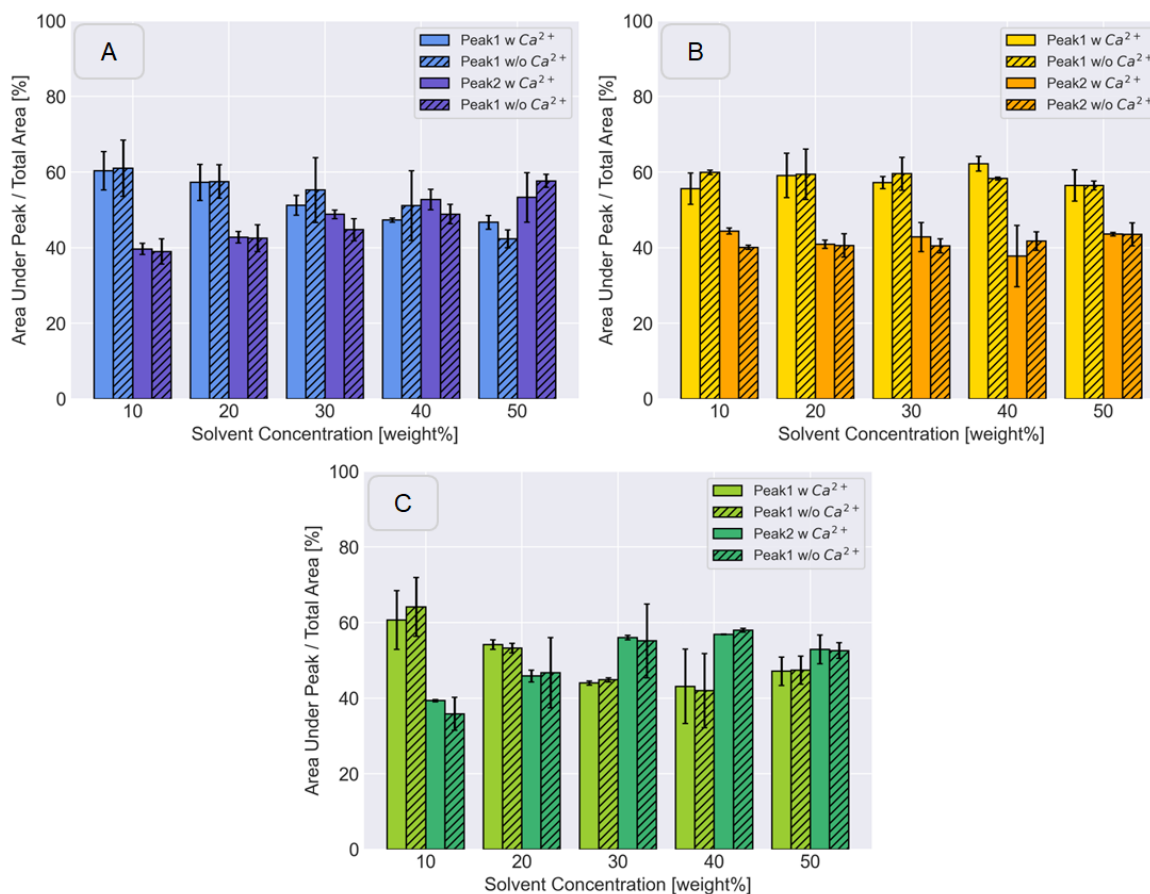 A
Peak1 w Ca²⁺
Peak1 w/o Ca²⁺
Peak2 w Ca²⁺
Peak1 w/o Ca²⁺
100
80
60
40
20
0
Area Under Peak / Total Area [%]
10 20 30 40 50
Solvent Concentration [weight%]
B
Peak1 w Ca²⁺
Peak1 w/o Ca²⁺
Peak2 w Ca²⁺
Peak2 w/o Ca²⁺
100
80
60
40
20
0
Area Under Peak / Total Area [%]
10 20 30 40 50
Solvent Concentration [weight%]
C
Peak1 w Ca²⁺
Peak1 w/o Ca²⁺
Peak2 w Ca²⁺
Peak1 w/o Ca²⁺
100
80
60
40
20
0
Area Under Peak / Total Area [%]
10 20 30 40 50
Solvent Concentration [weight%]